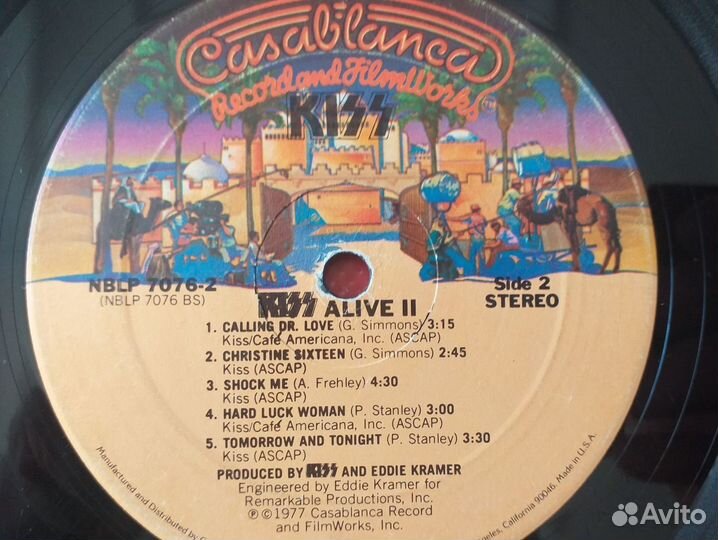 Casablanca
Record and FilmWorks
KISS
NBLP 7076-2
(NBLP 7076 BS)
Side 2
STEREO
KISS ALIVE II
1. CALLING DR. LOVE (G. Simmons) 3:15
Kiss/Café Americana, Inc. (ASCAP)
2. CHRISTINE SIXTEEN (G. Simmons) 2:45
Kiss (ASCAP)
3. SHOCK ME (A. Frehley) 4:30
Kiss (ASCAP)
4. HARD LUCK WOMAN (P. Stanley) 3:00
Kiss/Café Americana, Inc. (ASCAP)
5. TOMORROW AND TONIGHT (P. Stanley) 3:30
Kiss (ASCAP)
PRODUCED BY KISS AND EDDIE KRAMER
Engineered by Eddie Kramer for
Remarkable Productions, Inc.
℗©1977 Casablanca Record
and FilmWorks, Inc.
Manufactured and Distributed by
California 90046. Made in U.S.A.
Avito